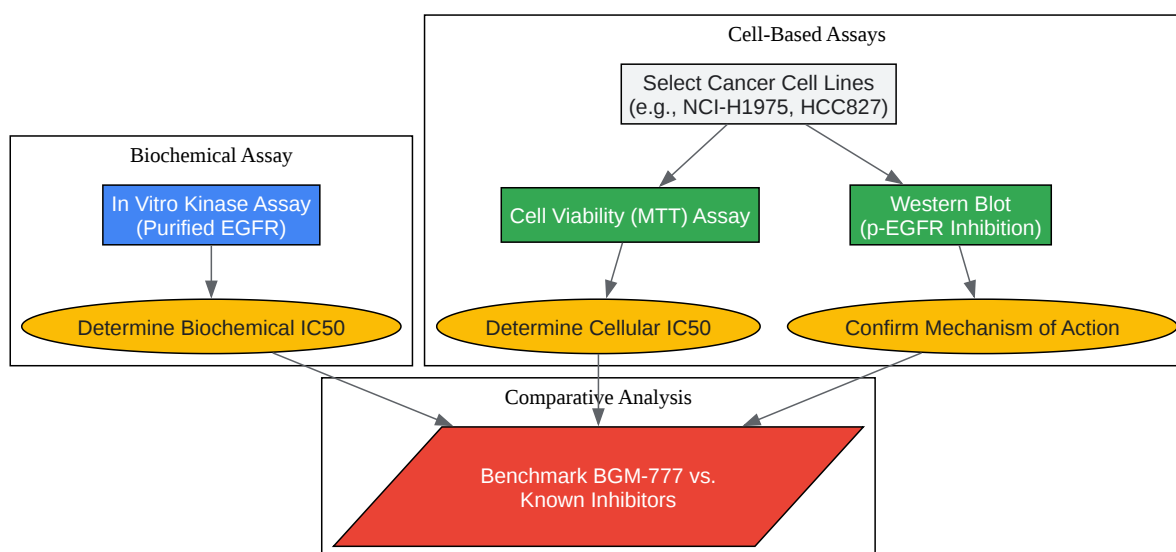 Cell-Based Assays
Select Cancer Cell Lines
(e.g., NCI-H1975, HCC827)
Biochemical Assay
In Vitro Kinase Assay
(Purified EGFR)
Cell Viability (MTT) Assay
Western Blot
(p-EGFR Inhibition)
Determine Biochemical IC50
Determine Cellular IC50
Confirm Mechanism of Action
Comparative Analysis
Benchmark BGM-777 vs.
Known Inhibitors